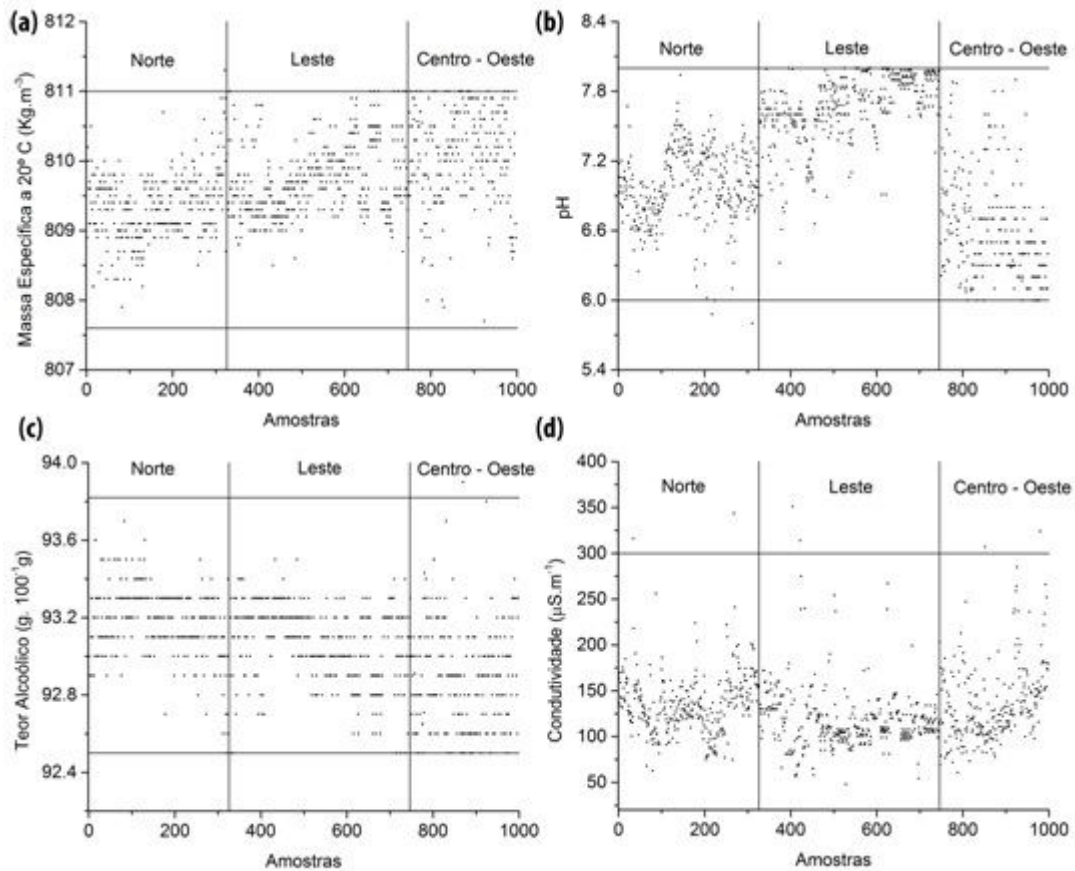 (a)
812
811
810
809
808
807
Massa Específica a 20º C (Kg.m⁻³)
Norte
Leste
Centro - Oeste
0
200
400
600
800
1000
Amostras
(b)
8.4
7.8
7.2
6.6
6.0
5.4
pH
Norte
Leste
Centro - Oeste
0
200
400
600
800
1000
Amostras
(c)
94.0
93.6
93.2
92.8
92.4
Teor Alcoólico (g. 100⁻¹g)
Norte
Leste
Centro - Oeste
0
200
400
600
800
1000
Amostras
(d)
400
350
300
250
200
150
100
50
Condutividade (µS.m⁻¹)
Norte
Leste
Centro - Oeste
0
200
400
600
800
1000
Amostras